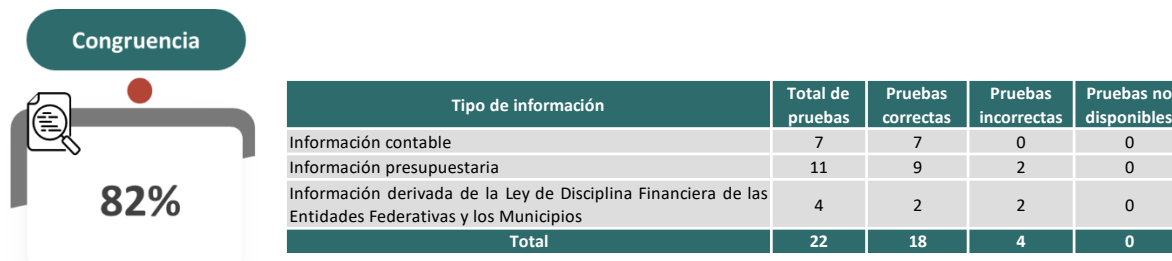 Congruencia
82%
Tipo de información
Total de pruebas
Pruebas correctas
Pruebas incorrectas
Pruebas no disponibles
Información contable 7 7 0 0
Información presupuestaria 11 9 2 0
Información derivada de la Ley de Disciplina Financiera de las
Entidades Federativas y los Municipios 4 2 2 0
Total 22 18 4 0